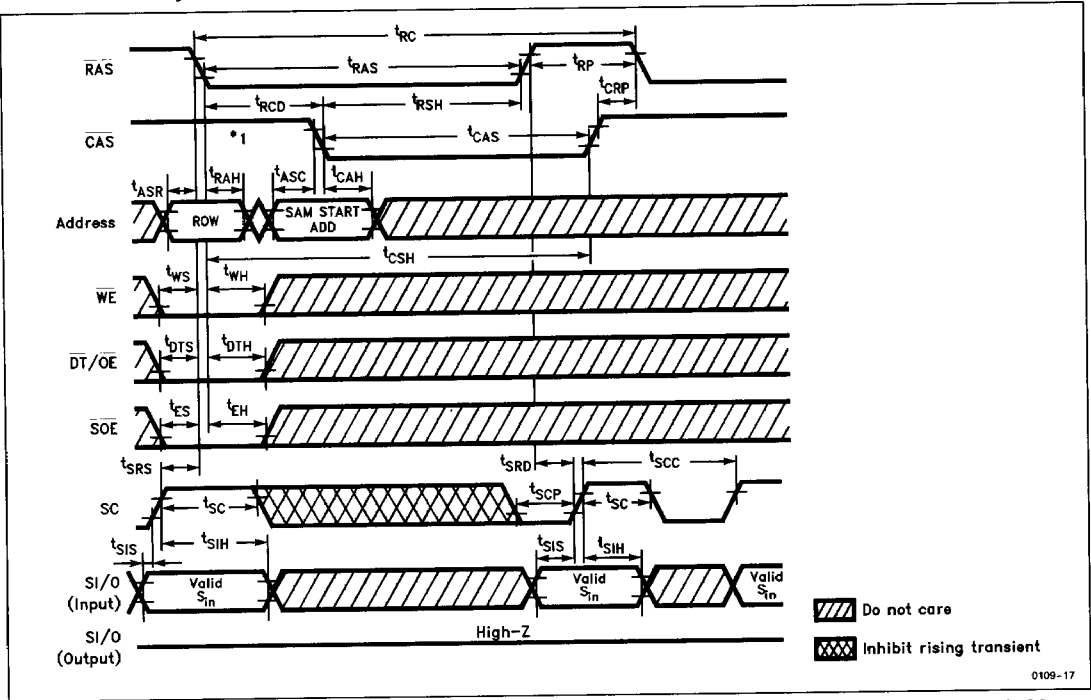 tRC
RAS
tRAS
tRP
tCRP
tRCD
tRSH
CAS
*1
tCAS
tASR
tRAH
tASC
tCAH
Address
ROW
SAM START
ADD
tCSH
WE
tWS
tWH
DT/OE
tDTS
tDTH
SOE
tES
tEH
tSRS
tSRD
tSCC
SC
tSC
tSCP
tSC
tSIS
tSIH
tSIS
tSIH
SI/O
(Input)
Valid
Sin
Valid
Sin
Valid
Sin
Do not care
SI/O
(Output)
High-Z
Inhibit rising transient
0109-17